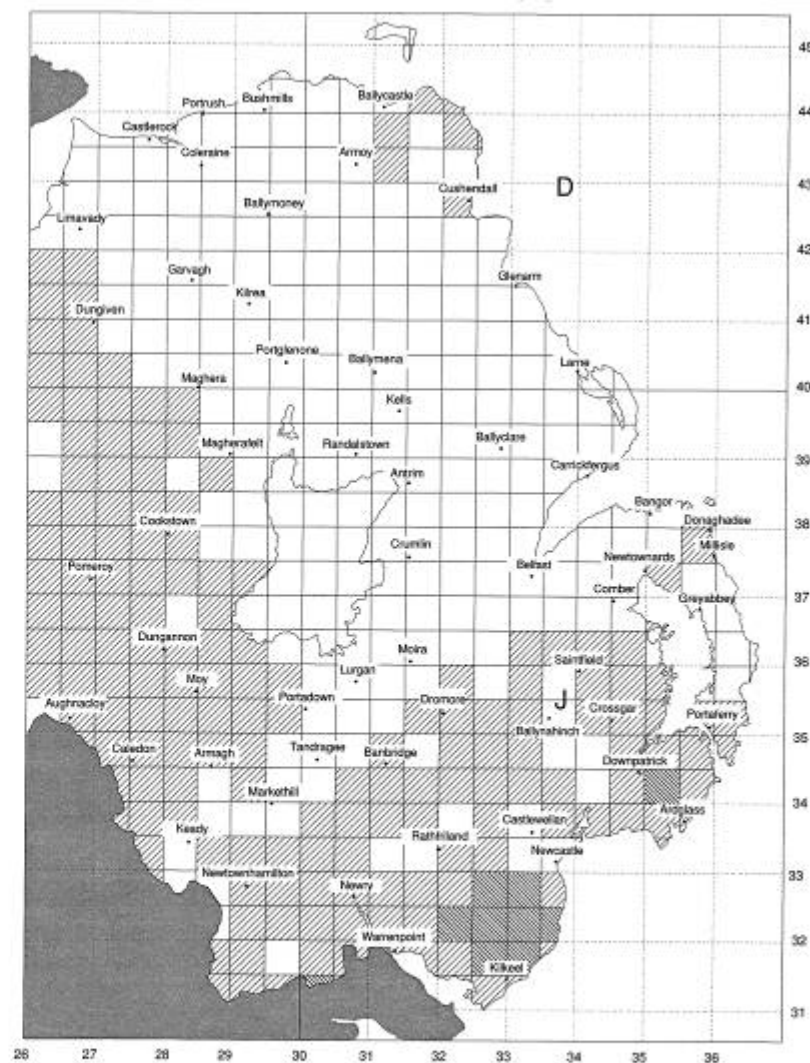 45
Ballycastle
Bushmills
Portrush
44
Castlerock
Coleraine
Armoy
Cushendall
D
43
Ballymoney
Limavady
42
Garvagh
Glenarm
Kilrea
Dungiven
41
Portglenone
Ballymena
Larne
Maghera
40
Kells
Magherafelt
Randalstown
Ballyclare
39
Carrickfergus
Antrim
Bangor
Cookstown
Donaghadee
38
Crumlin
Millisle
Newtownards
Pomeroy
Belfast
Comber
Greyabbey
37
Dungannon
Moira
Saintfield
36
Lurgan
Moy
Portadown
Dromore
J
Crossgar
Aughnacloy
Portaferry
Ballynahinch
35
Caledon
Armagh
Tandragee
Banbridge
Downpatrick
Markethill
34
Ardglass
Castlewellan
Keady
Rathfriland
Newcastle
33
Newtownhamilton
Newry
32
Warrenpoint
Kilkeel
31
26 27 28 29 30 31 32 33 34 35 36